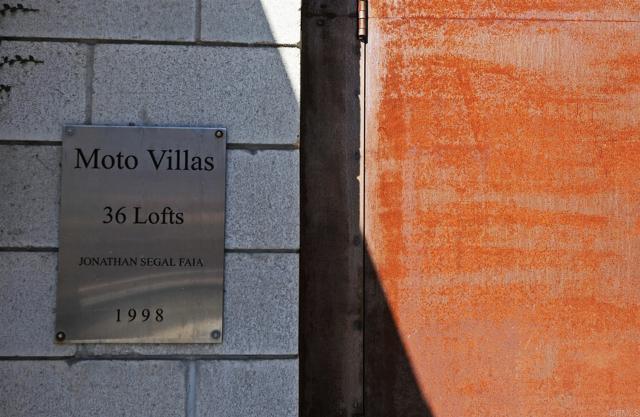 Moto Villas
36 Lofts
JONATHAN SEGAL FAIA
1998